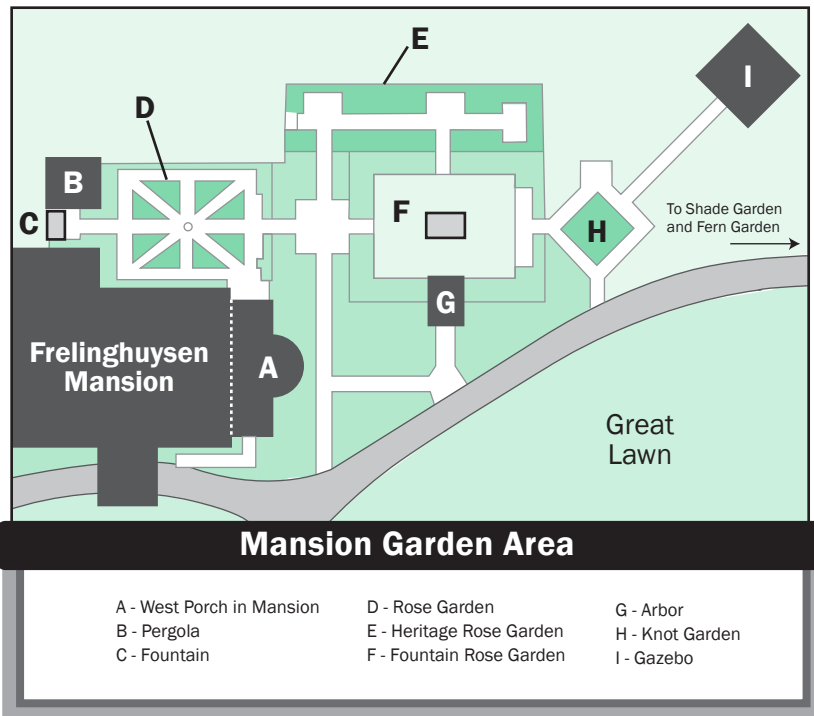 E
I
D
B
C
F
H
To Shade Garden
and Fern Garden
G
Frelinghuysen
Mansion
A
Great
Lawn
Mansion Garden Area
A - West Porch in Mansion
B - Pergola
C - Fountain
D - Rose Garden
E - Heritage Rose Garden
F - Fountain Rose Garden
G - Arbor
H - Knot Garden
I - Gazebo